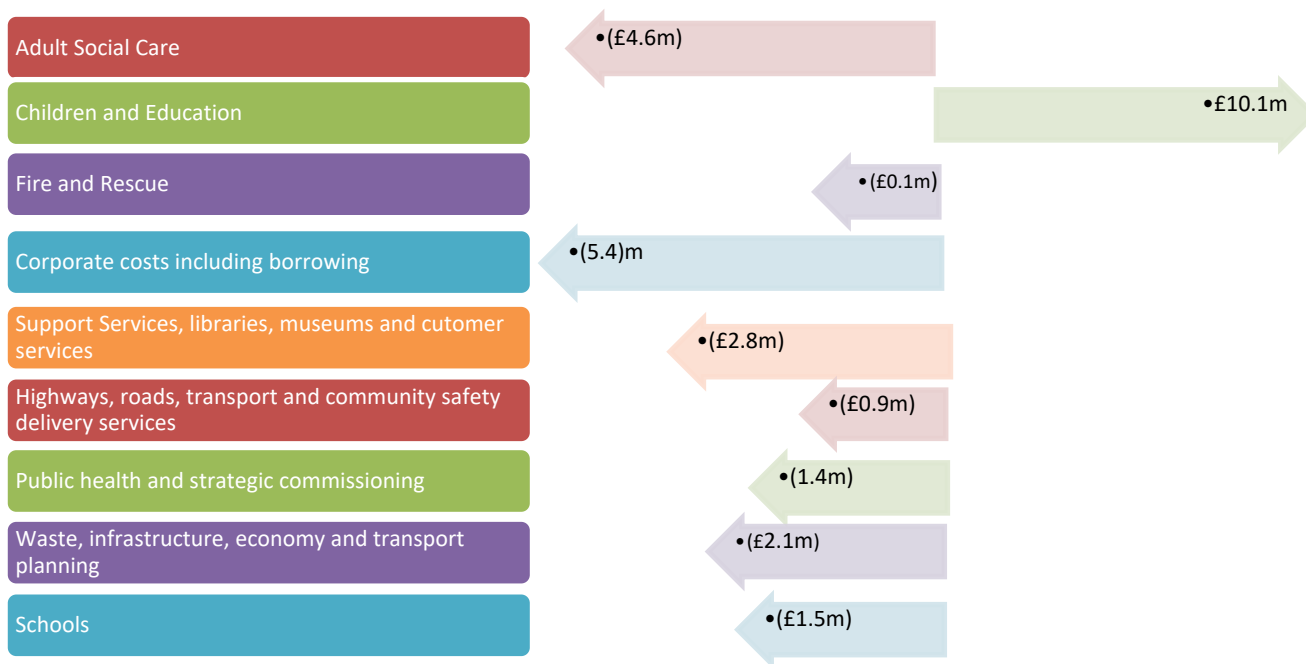 Adult Social Care
•(£4.6m)
Children and Education
•£10.1m
Fire and Rescue
•(£0.1m)
Corporate costs including borrowing
•(5.4)m
Support Services, libraries, museums and cutomer
services
•(£2.8m)
Highways, roads, transport and community safety
delivery services
•(£0.9m)
Public health and strategic commissioning
•(1.4m)
Waste, infrastructure, economy and transport
planning
•(£2.1m)
Schools
•(£1.5m)